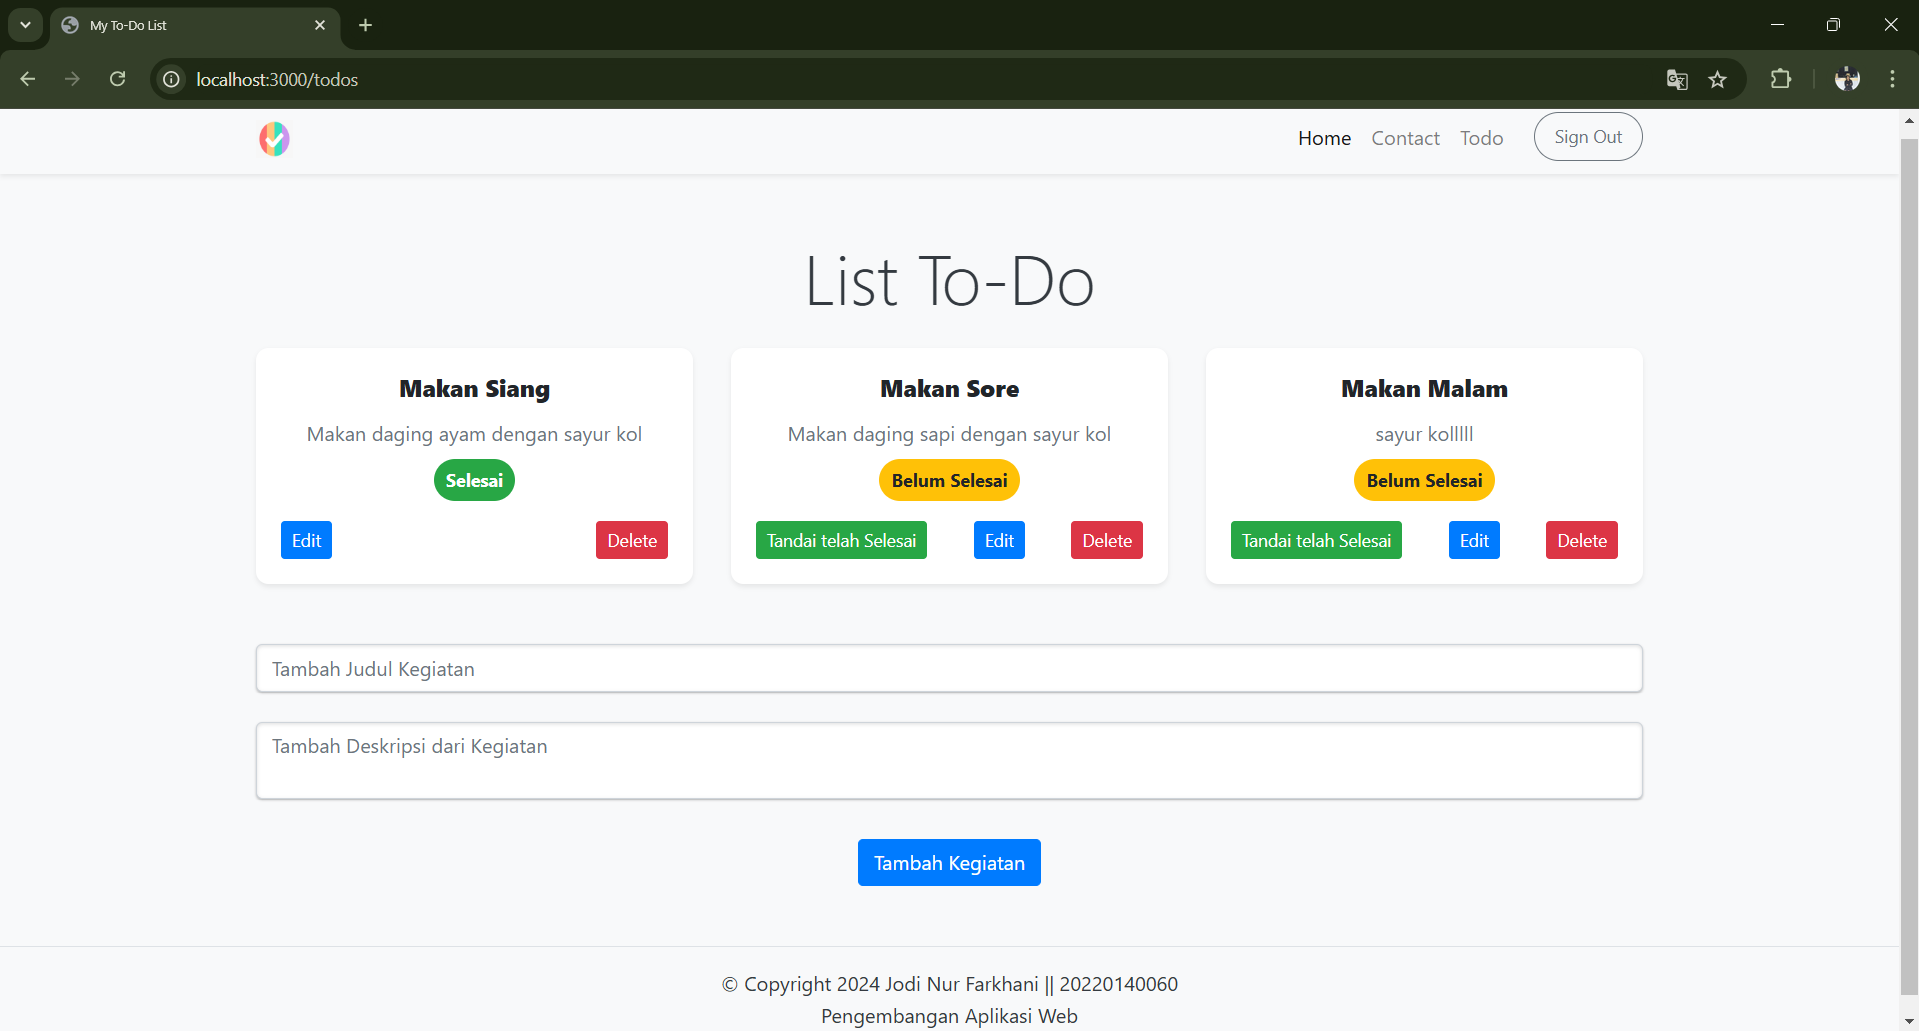 My To-Do List
localhost:3000/todos
Home Contact Todo Sign Out
List To-Do
Makan Siang
Makan daging ayam dengan sayur kol
Selesai
Edit Delete
Makan Sore
Makan daging sapi dengan sayur kol
Belum Selesai
Tandai telah Selesai Edit Delete
Makan Malam
sayur kolllll
Belum Selesai
Tandai telah Selesai Edit Delete
Tambah Judul Kegiatan
Tambah Deskripsi dari Kegiatan
Tambah Kegiatan
© Copyright 2024 Jodi Nur Farkhani || 20220140060
Pengembangan Aplikasi Web